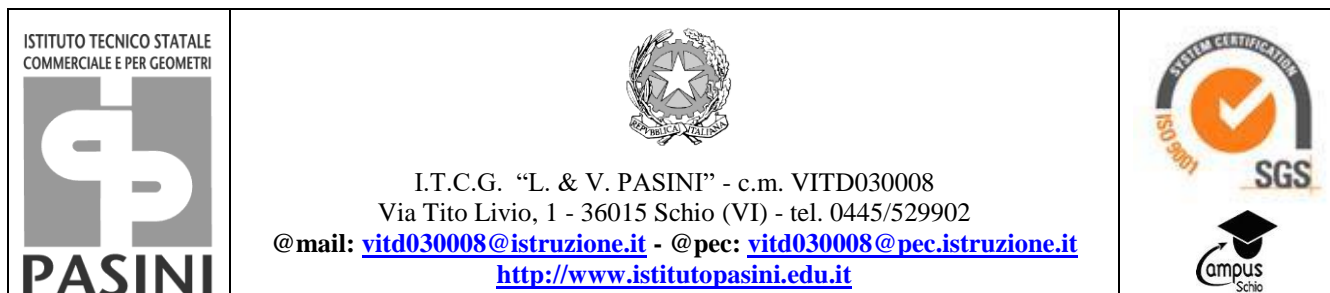 ISTITUTO TECNICO STATALE
COMMERCIALE E PER GEOMETRI
PASINI
REPVBBLICA ITALIANA
I.T.C.G. “L. & V. PASINI” - c.m. VITD030008
Via Tito Livio, 1 - 36015 Schio (VI) - tel. 0445/529902
@mail: vitd030008@istruzione.it - @pec: vitd030008@pec.istruzione.it
http://www.istitutopasini.edu.it
SYSTEM CERTIFICATION
ISO 9001
SGS
Campus
Schio